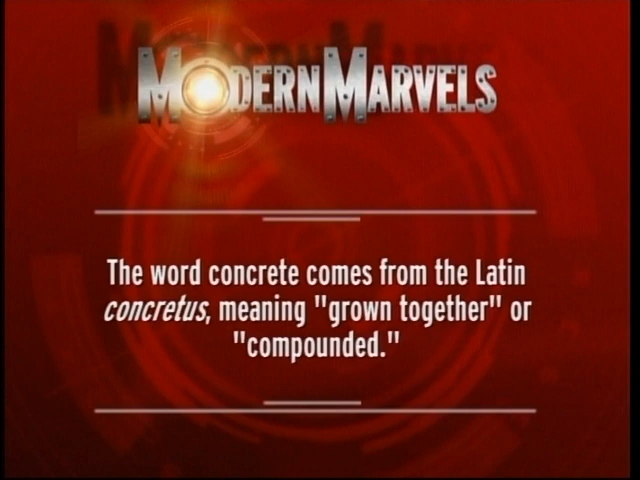 MODERN MARVELS
The word concrete comes from the Latin
concretus, meaning "grown together" or
"compounded."